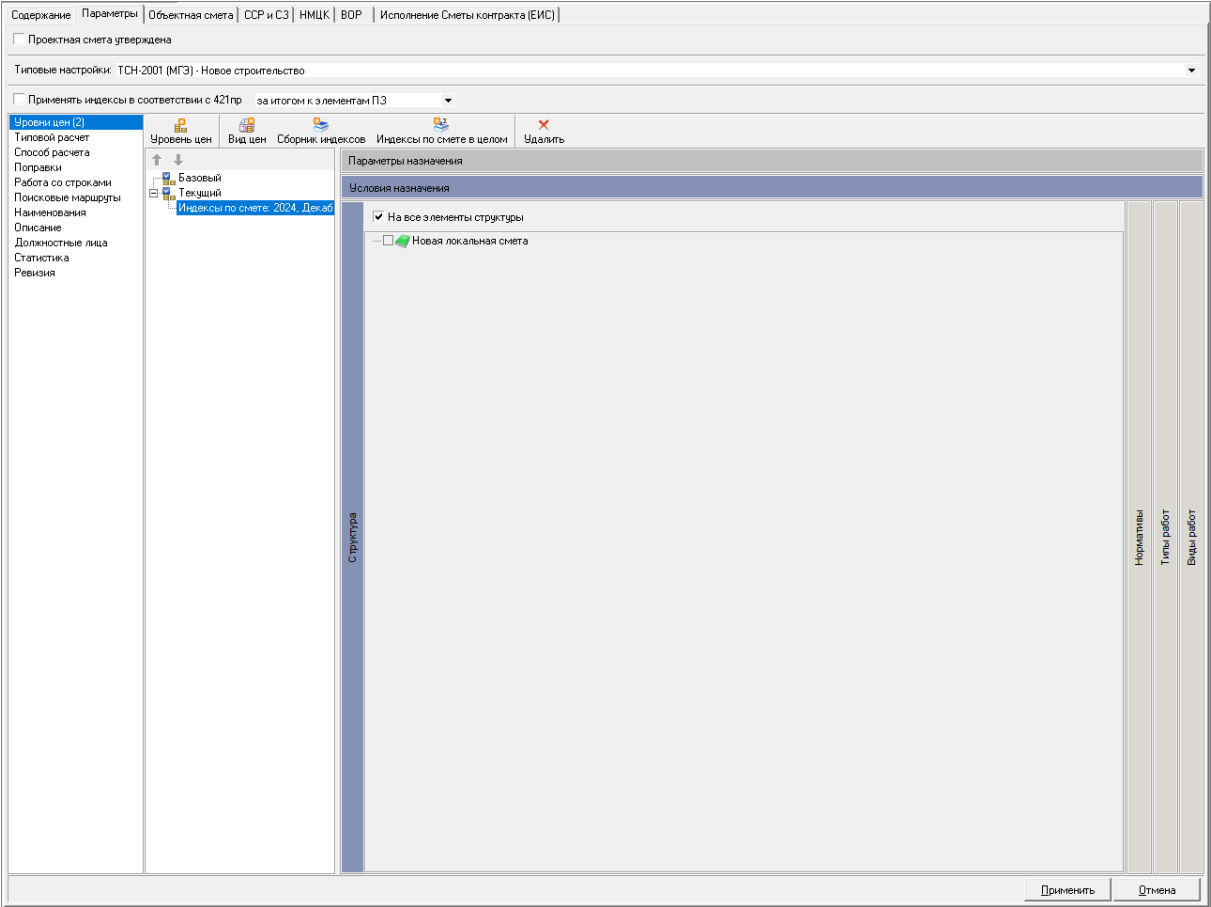 Содержание Параметры Объектная смета ССР и СЗ НМЦК ВОР Исполнение Сметы контракта (ЕИС)
Проектная смета утверждена
Типовые настройки: ТСН-2001 (МГЭ) - Новое строительство
Применять индексы в соответствии с 421пр за итогом к элементам ПЗ
Уровни цен (2)
Типовой расчет
Способ расчета
Поправки
Работа со строками
Поисковые маршруты
Наименования
Описание
Должностные лица
Статистика
Ревизия
Уровень цен Вид цен Сборник индексов Индексы по смете в целом Удалить
Базовый
Текущий
Индексы по смете: 2024, Декаб
Параметры назначения
Условия назначения
На все элементы структуры
Новая локальная смета
Структура
Нормативы
Типы работ
Виды работ
Применить Отмена